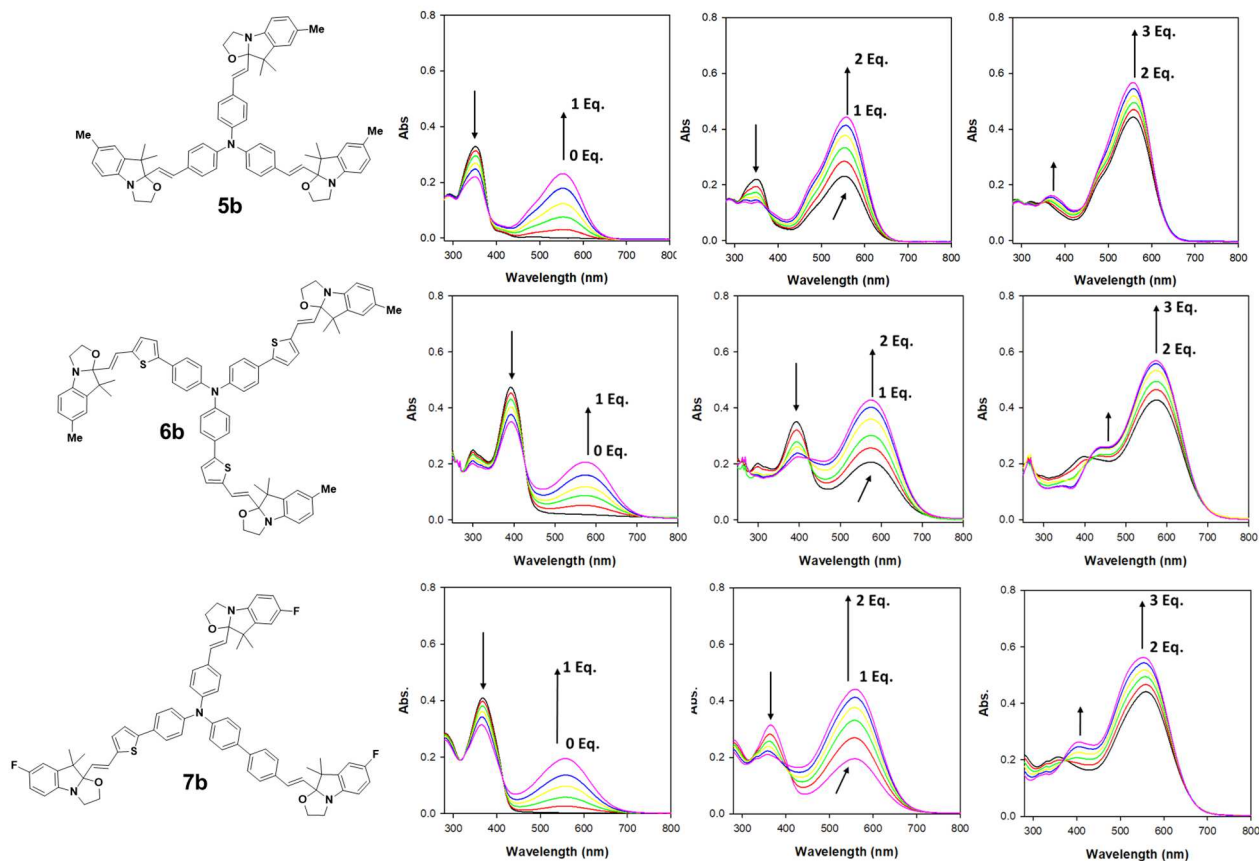 N
Me
O
Me
Me
N
N
N
O
O
5b
0.8
0.6
0.4
0.2
0.0
Abs
1 Eq.
0 Eq.
300 400 500 600 700 800
Wavelength (nm)
0.8
0.6
0.4
0.2
0.0
Abs
2 Eq.
1 Eq.
300 400 500 600 700 800
Wavelength (nm)
0.8
0.6
0.4
0.2
0.0
Abs
3 Eq.
2 Eq.
300 400 500 600 700 800
Wavelength (nm)
N
O
Me
O
S
S
N
N
Me
6b
S
Me
O
N
0.8
0.6
0.4
0.2
0.0
Abs
1 Eq.
0 Eq.
300 400 500 600 700 800
Wavelength (nm)
0.8
0.6
0.4
0.2
0.0
Abs
2 Eq.
1 Eq.
300 400 500 600 700 800
Wavelength (nm)
0.8
0.6
0.4
0.2
0.0
Abs
3 Eq.
2 Eq.
300 400 500 600 700 800
Wavelength (nm)
F
N
O
N
S
F
F
N
O
O
N
7b
0.8
0.6
0.4
0.2
0.0
Abs
1 Eq.
0 Eq.
300 400 500 600 700 800
Wavelength (nm)
0.8
0.6
0.4
0.2
0.0
Abs.
2 Eq.
1 Eq.
300 400 500 600 700 800
Wavelength (nm)
0.8
0.6
0.4
0.2
0.0
Abs
3 Eq.
2 Eq.
300 400 500 600 700 800
Wavelength (nm)